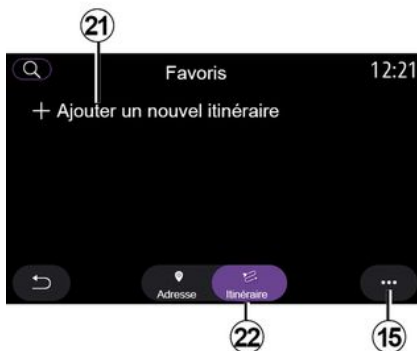 21
Favoris 12:21
+ Ajouter un nouvel itinéraire
Adresse Itinéraire
...
22 15